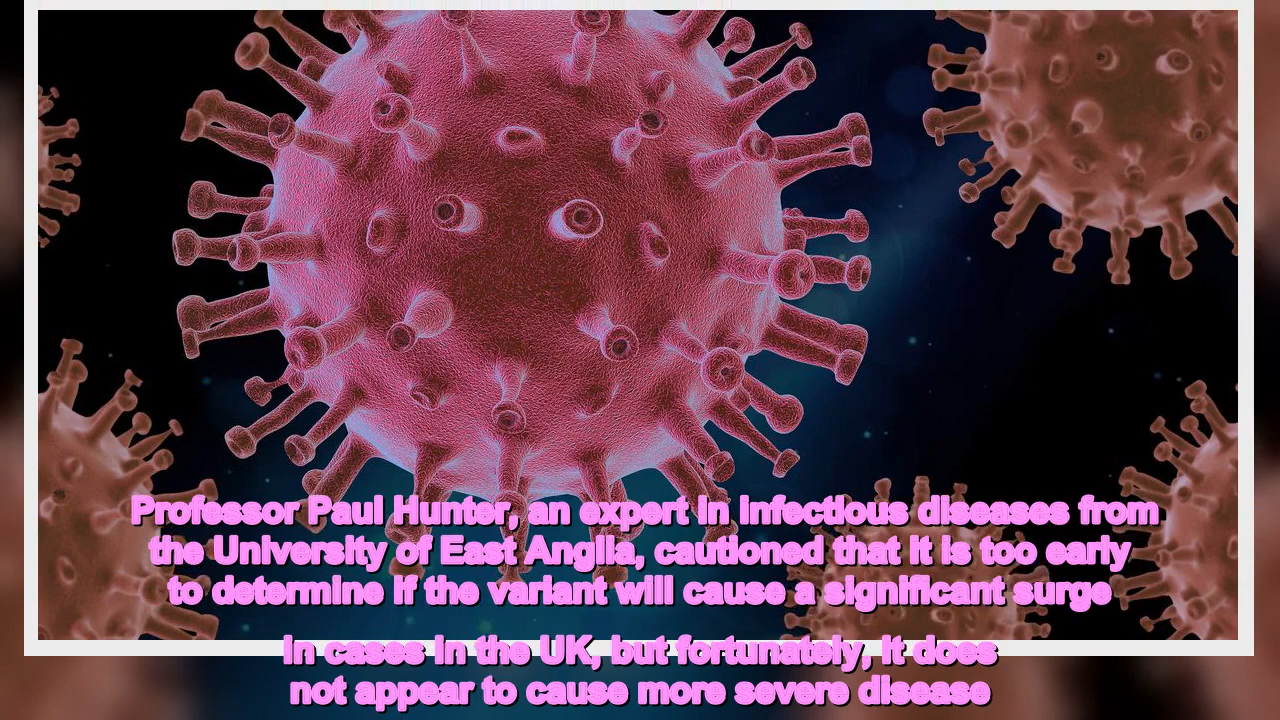 Professor Paul Hunter, an expert in infectious diseases from
the University of East Anglia, cautioned that it is too early
to determine if the variant will cause a significant surge
in cases in the UK, but fortunately, it does
not appear to cause more severe disease